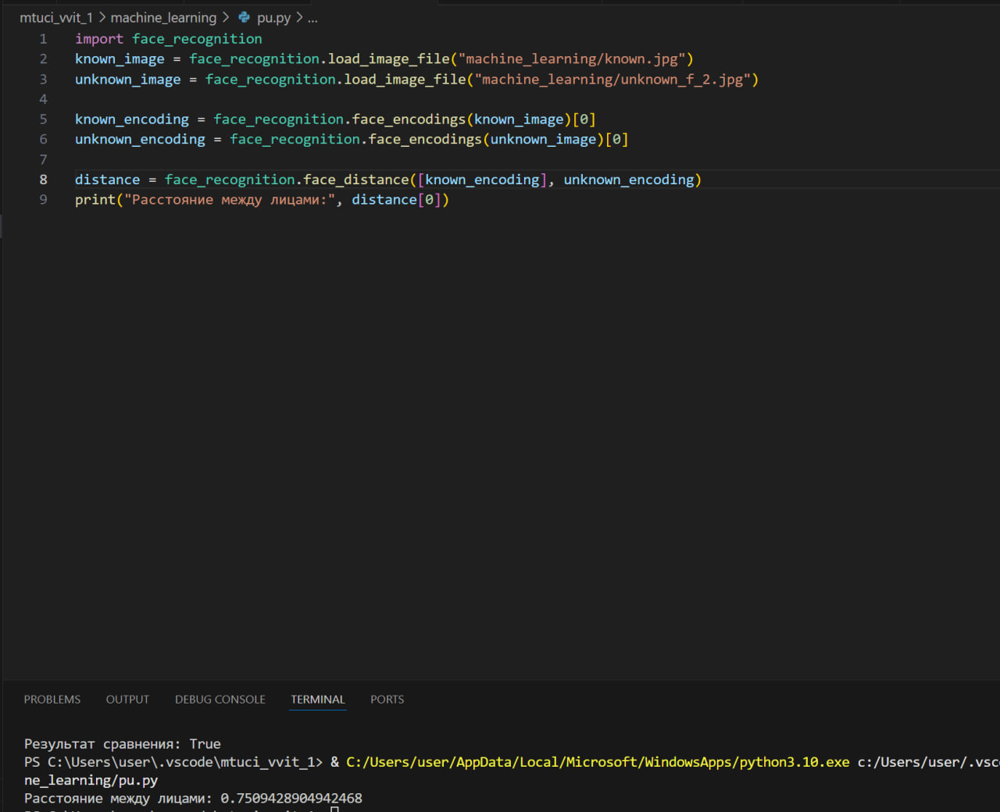 mtuci_vvit_1 > machine_learning > pu.py > ...
1 import face_recognition
2 known_image = face_recognition.load_image_file("machine_learning/known.jpg")
3 unknown_image = face_recognition.load_image_file("machine_learning/unknown_f_2.jpg")
4
5 known_encoding = face_recognition.face_encodings(known_image)[0]
6 unknown_encoding = face_recognition.face_encodings(unknown_image)[0]
7
8 distance = face_recognition.face_distance([known_encoding], unknown_encoding)
9 print("Расстояние между лицами:", distance[0])
PROBLEMS OUTPUT DEBUG CONSOLE TERMINAL PORTS
Результат сравнения: True
PS C:\Users\user\.vscode\mtuci_vvit_1> & C:/Users/user/AppData/Local/Microsoft/WindowsApps/python3.10.exe c:/Users/user/.vsc
ne_learning/pu.py
Расстояние между лицами: 0.7509428904942468